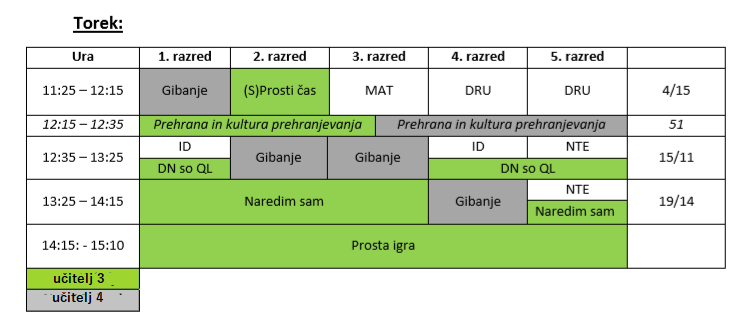 Torek:
Ura 1. razred 2. razred 3. razred 4. razred 5. razred
11:25 – 12:15 Gibanje (S)Prosti čas MAT DRU DRU 4/15
12:15 – 12:35 Prehrana in kultura prehranjevanja Prehrana in kultura prehranjevanja 51
12:35 – 13:25 ID Gibanje Gibanje ID NTE 15/11
DN so QL DN so QL
13:25 – 14:15 Naredim sam Gibanje NTE 19/14
Naredim sam
14:15: - 15:10 Prosta igra
učitelj 3
učitelj 4